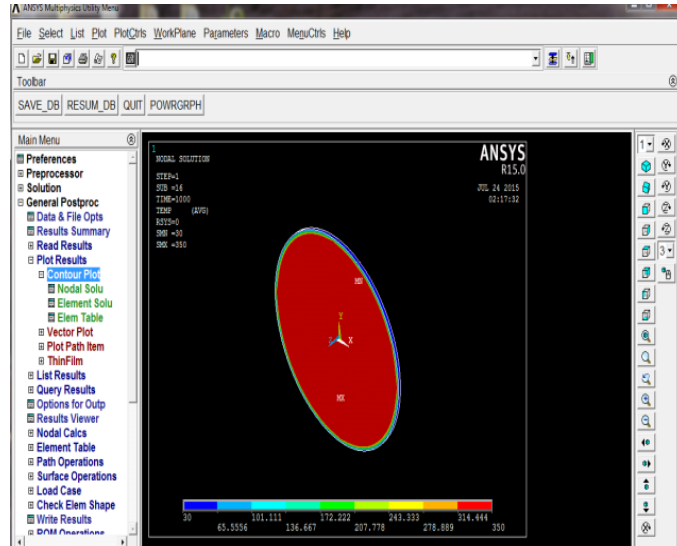 ANSYS Multiphysics Utility Menu
File Select List Plot PlotCtrls WorkPlane Parameters Macro MenuCtrls Help
Toolbar
SAVE_DB RESUM_DB QUIT POWRGRPH
Main Menu
Preferences
Preprocessor
Solution
General Postproc
Data & File Opts
Results Summary
Read Results
Plot Results
Contour Plot
Nodal Solu
Element Solu
Elem Table
Vector Plot
Plot Path Item
ThinFilm
List Results
Query Results
Options for Outp
Results Viewer
Nodal Calcs
Element Table
Path Operations
Surface Operations
Load Case
Check Elem Shape
Write Results
ROM Operations
1
NODAL SOLUTION
STEP=1
SUB =16
TIME=1000
TEMP (AVG)
RSYS=0
SMN =30
SMX =350
ANSYS
R15.0
JUL 24 2015
02:17:32
MN
Y
Z X
MX
30 101.111 172.222 243.333 314.444
65.5556 136.667 207.778 278.889 350
1
3